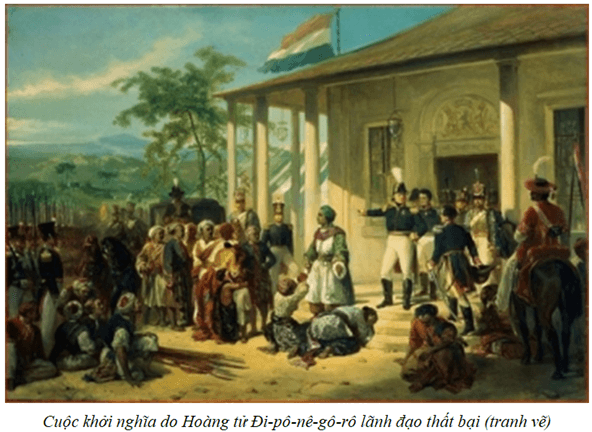 Cuộc khởi nghĩa do Hoàng tử Đi-pô-nê-gô-rô lãnh đạo thất bại (tranh vẽ)